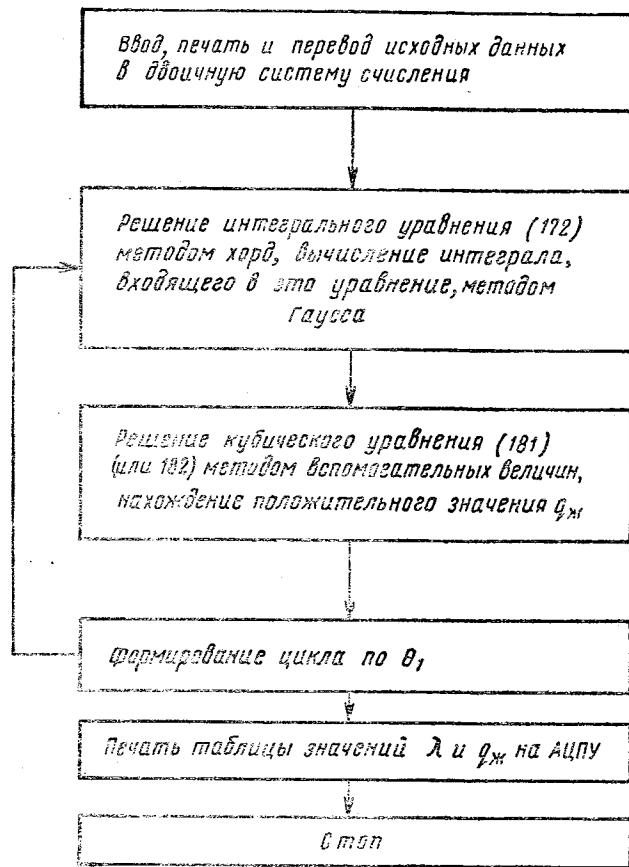 Ввод, печать и перевод исходных данных
в двоичную систему счисления
Решение интегрального уравнения (172)
методом хорд, вычисление интеграла,
входящего в это уравнение, методом
Гаусса
Решение кубического уравнения (181)
(или 182) методом вспомогательных величин,
нахождение положительного значения qж
Формирование цикла по θ₁
Печать таблицы значений λ и qж на АЦПУ
Стоп